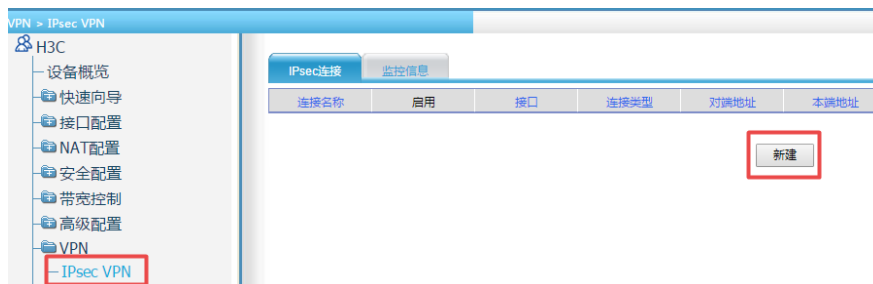 VPN > IPsec VPN
H3C
设备概览
快速向导
接口配置
NAT配置
安全配置
带宽控制
高级配置
VPN
IPsec VPN
IPsec连接 监控信息
连接名称 启用 接口 连接类型 对端地址 本端地址
新建